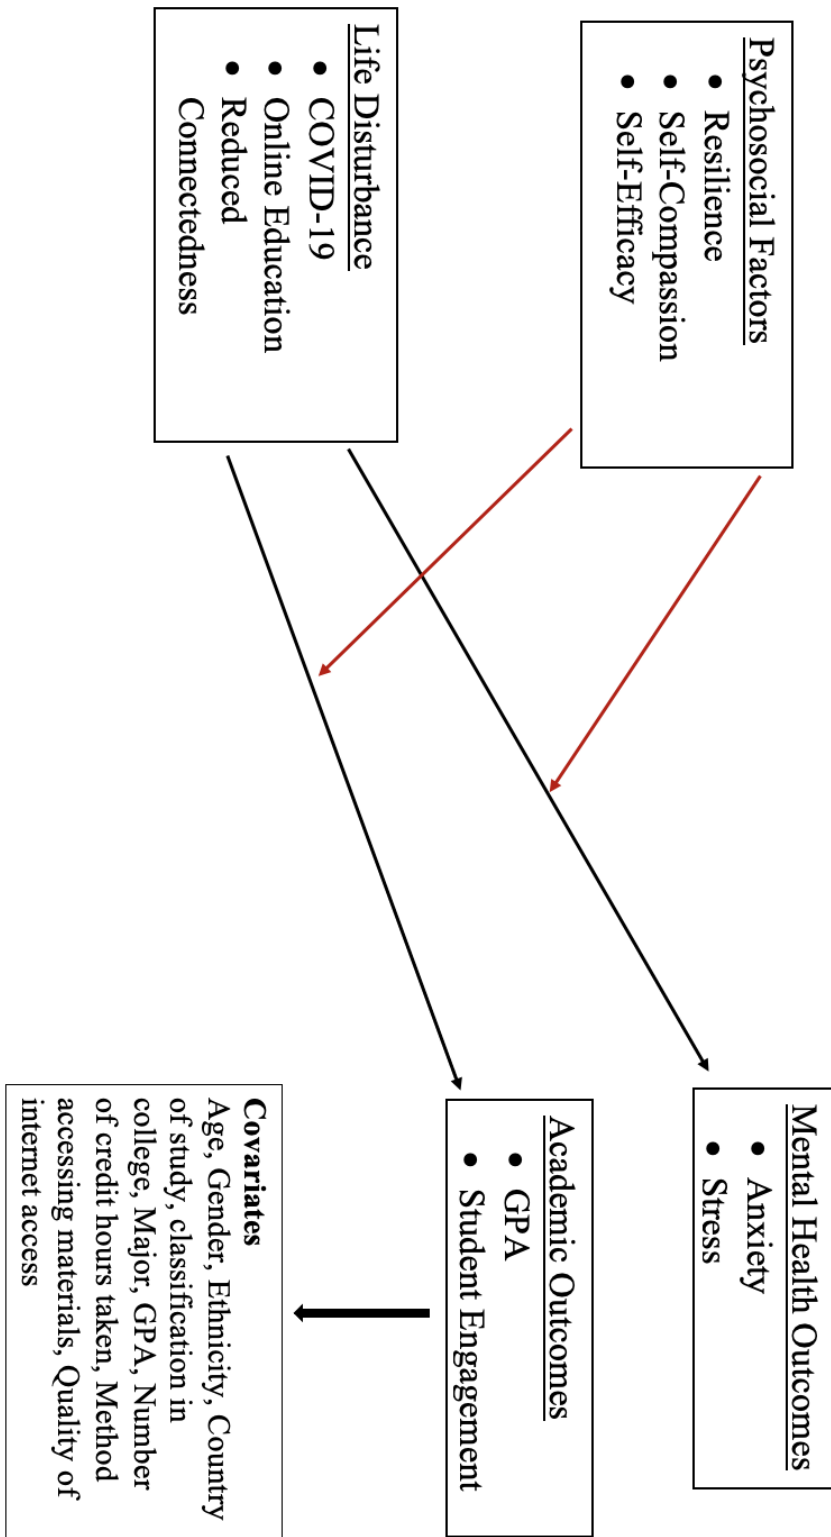 Psychosocial Factors
• Resilience
• Self-Compassion
• Self-Efficacy
Mental Health Outcomes
• Anxiety
• Stress
Life Disturbance
• COVID-19
• Online Education
• Reduced
Connectedness
Academic Outcomes
• GPA
• Student Engagement
Covariates
Age, Gender, Ethnicity, Country
of study, classification in
college, Major, GPA, Number
of credit hours taken, Method
accessing materials, Quality of
internet access